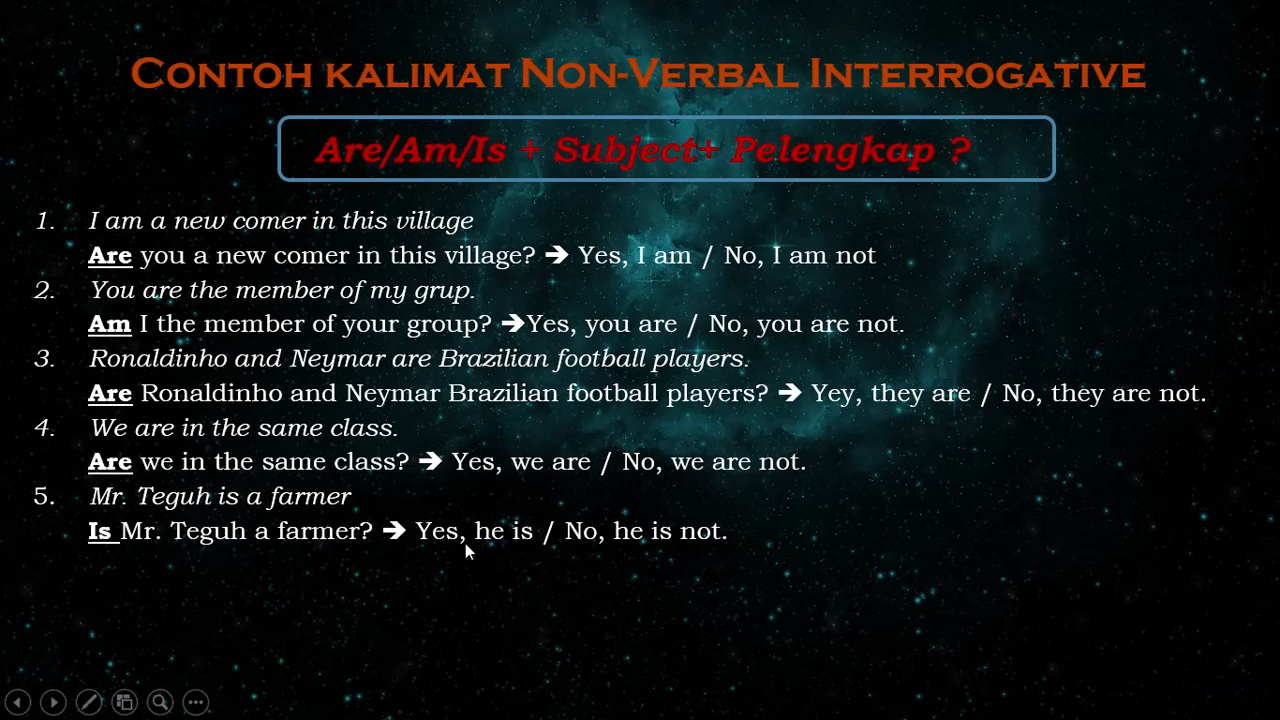 CONTOH KALIMAT NON-VERBAL INTERROGATIVE
Are/Am/Is + Subject+ Pelengkap ?
1. I am a new comer in this village
Are you a new comer in this village? ➔ Yes, I am / No, I am not
2. You are the member of my grup.
Am I the member of your group? ➔Yes, you are / No, you are not.
3. Ronaldinho and Neymar are Brazilian football players.
Are Ronaldinho and Neymar Brazilian football players? ➔ Yey, they are / No, they are not.
4. We are in the same class.
Are we in the same class? ➔ Yes, we are / No, we are not.
5. Mr. Teguh is a farmer
Is Mr. Teguh a farmer? ➔ Yes, he is / No, he is not.